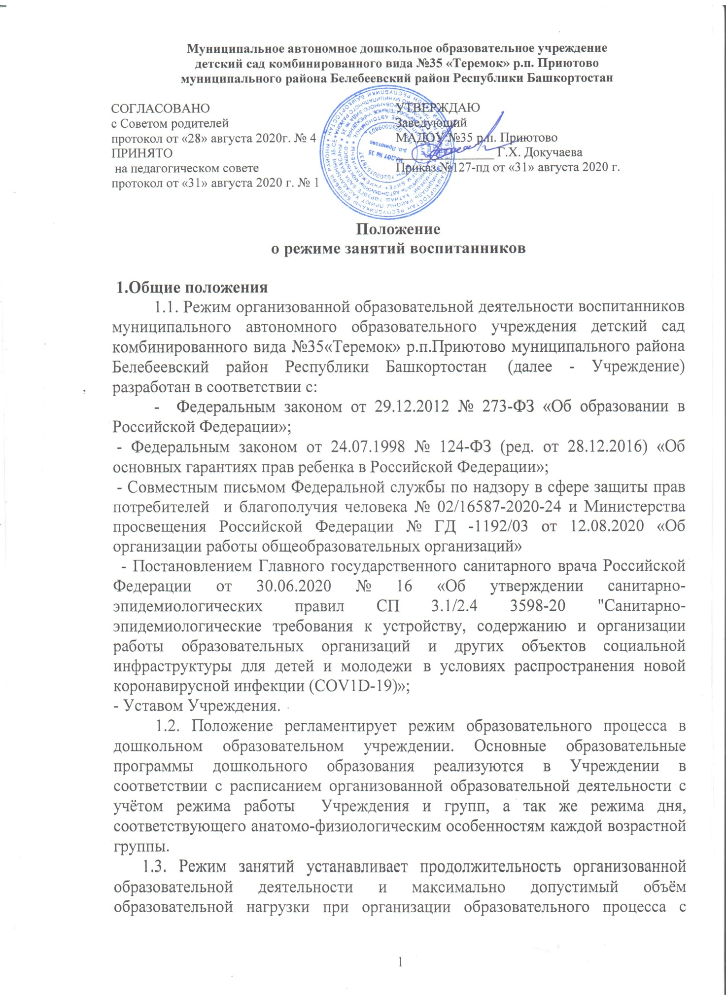 Муниципальное автономное дошкольное образовательное учреждение
детский сад комбинированного вида №35 «Теремок» р.п. Приютово
муниципального района Белебеевский район Республики Башкортостан
СОГЛАСОВАНО
с Советом родителей
протокол от «28» августа 2020г. № 4
ПРИНЯТО
на педагогическом совете
протокол от «31» августа 2020 г. № 1
УТВЕРЖДАЮ
Заведующий
МАДОУ №35 р.п. Приютово
Г.Х. Докучаева
Приказ №127-пд от «31» августа 2020 г.
МАДОУ № 35
р.п. Приютово
Положение
о режиме занятий воспитанников
1.Общие положения
1.1. Режим организованной образовательной деятельности воспитанников
муниципального автономного образовательного учреждения детский сад
комбинированного вида №35«Теремок» р.п.Приютово муниципального района
Белебеевский район Республики Башкортостан (далее - Учреждение)
разработан в соответствии с:
- Федеральным законом от 29.12.2012 № 273-ФЗ «Об образовании в
Российской Федерации»;
- Федеральным законом от 24.07.1998 № 124-ФЗ (ред. от 28.12.2016) «Об
основных гарантиях прав ребенка в Российской Федерации»;
- Совместным письмом Федеральной службы по надзору в сфере защиты прав
потребителей и благополучия человека № 02/16587-2020-24 и Министерства
просвещения Российской Федерации № ГД -1192/03 от 12.08.2020 «Об
организации работы общеобразовательных организаций»
- Постановлением Главного государственного санитарного врача Российской
Федерации от 30.06.2020 № 16 «Об утверждении санитарно-
эпидемиологических правил СП 3.1/2.4 3598-20 "Санитарно-
эпидемиологические требования к устройству, содержанию и организации
работы образовательных организаций и других объектов социальной
инфраструктуры для детей и молодежи в условиях распространения новой
коронавирусной инфекции (COV1D-19)»;
- Уставом Учреждения.
1.2. Положение регламентирует режим образовательного процесса в
дошкольном образовательном учреждении. Основные образовательные
программы дошкольного образования реализуются в Учреждении в
соответствии с расписанием организованной образовательной деятельности с
учётом режима работы Учреждения и групп, а так же режима дня,
соответствующего анатомо-физиологическим особенностям каждой возрастной
группы.
1.3. Режим занятий устанавливает продолжительность организованной
образовательной деятельности и максимально допустимый объём
образовательной нагрузки при организации образовательного процесса с
1